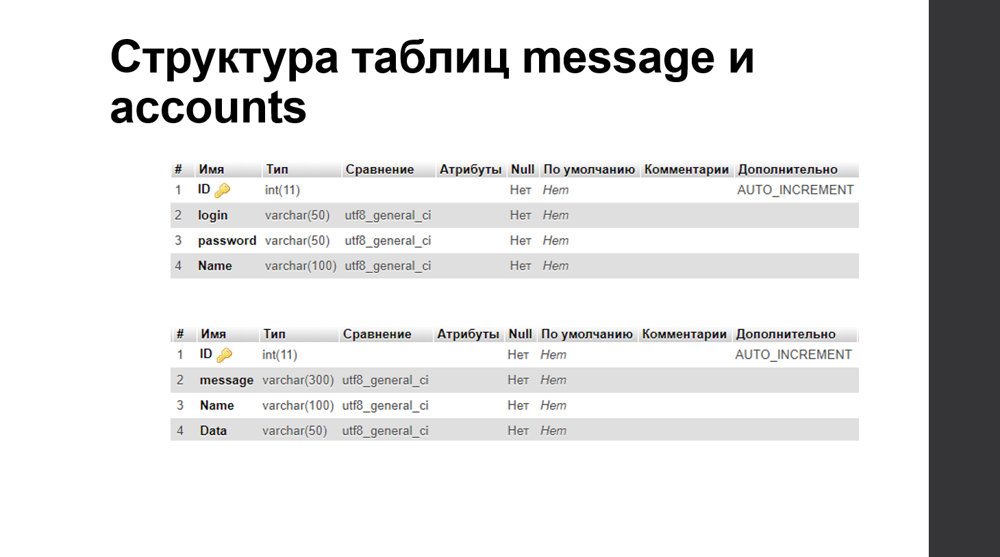 Структура таблиц message и
accounts
# Имя Тип Сравнение Атрибуты Null По умолчанию Комментарии Дополнительно
1 ID int(11) Нет Нет AUTO_INCREMENT
2 login varchar(50) utf8_general_ci Нет Нет
3 password varchar(50) utf8_general_ci Нет Нет
4 Name varchar(100) utf8_general_ci Нет Нет
# Имя Тип Сравнение Атрибуты Null По умолчанию Комментарии Дополнительно
1 ID int(11) Нет Нет AUTO_INCREMENT
2 message varchar(300) utf8_general_ci Нет Нет
3 Name varchar(100) utf8_general_ci Нет Нет
4 Data varchar(50) utf8_general_ci Нет Нет